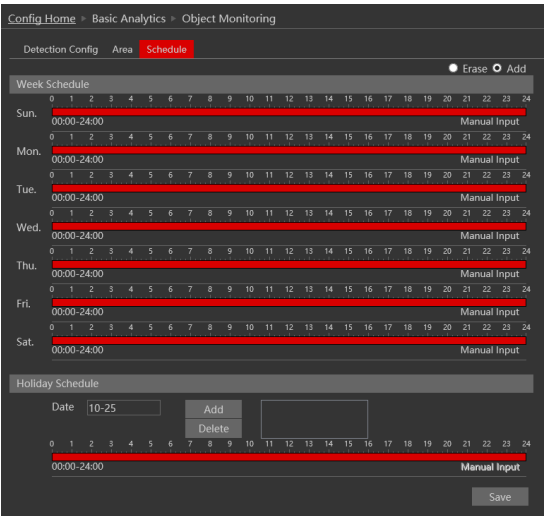 Config Home ▸ Basic Analytics ▸ Object Monitoring
Detection Config Area Schedule
Erase Add
Week Schedule
0 1 2 3 4 5 6 7 8 9 10 11 12 13 14 15 16 17 18 19 20 21 22 23 24
Sun.
00:00-24:00 Manual Input
0 1 2 3 4 5 6 7 8 9 10 11 12 13 14 15 16 17 18 19 20 21 22 23 24
Mon.
00:00-24:00 Manual Input
0 1 2 3 4 5 6 7 8 9 10 11 12 13 14 15 16 17 18 19 20 21 22 23 24
Tue.
00:00-24:00 Manual Input
0 1 2 3 4 5 6 7 8 9 10 11 12 13 14 15 16 17 18 19 20 21 22 23 24
Wed.
00:00-24:00 Manual Input
0 1 2 3 4 5 6 7 8 9 10 11 12 13 14 15 16 17 18 19 20 21 22 23 24
Thu.
00:00-24:00 Manual Input
0 1 2 3 4 5 6 7 8 9 10 11 12 13 14 15 16 17 18 19 20 21 22 23 24
Fri.
00:00-24:00 Manual Input
0 1 2 3 4 5 6 7 8 9 10 11 12 13 14 15 16 17 18 19 20 21 22 23 24
Sat.
00:00-24:00 Manual Input
Holiday Schedule
Date 10-25 Add
Delete
0 1 2 3 4 5 6 7 8 9 10 11 12 13 14 15 16 17 18 19 20 21 22 23 24
00:00-24:00 Manual Input
Save